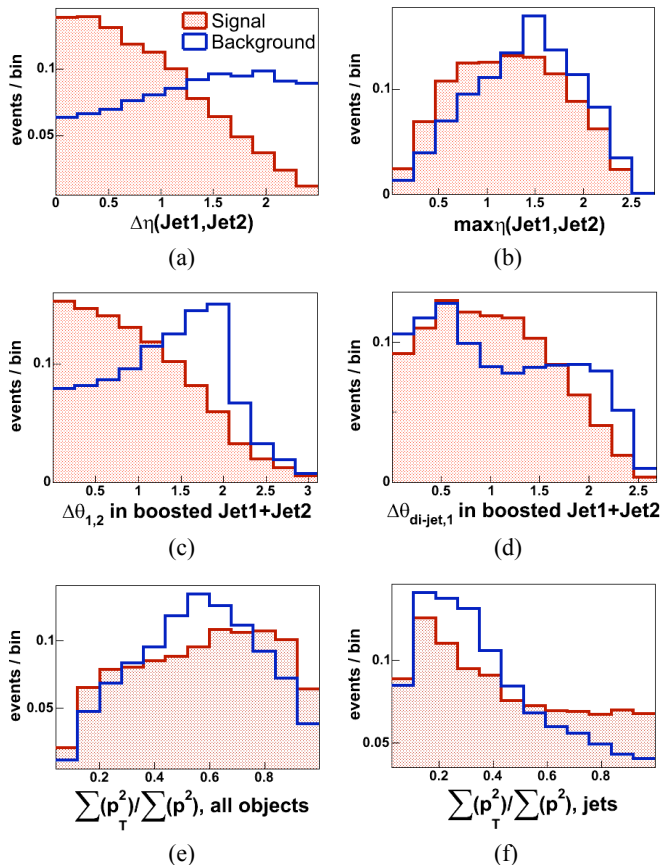 Signal
Background
events / bin
0.1
0.05
0 0.5 1 1.5 2
Δη(Jet1,Jet2)
(a)
events / bin
0.1
0
0.5 1 1.5 2 2.5
maxη(Jet1,Jet2)
(b)
events / bin
0.1
0
0.5 1 1.5 2 2.5 3
Δθ1,2 in boosted Jet1+Jet2
(c)
events / bin
0.1
0
0.5 1 1.5 2 2.5
Δθdi-jet,1 in boosted Jet1+Jet2
(d)
events / bin
0.1
0.05
0.2 0.4 0.6 0.8
∑(p²T)/∑(p²), all objects
(e)
events / bin
0.1
0.05
0.2 0.4 0.6 0.8
∑(p²T)/∑(p²), jets
(f)